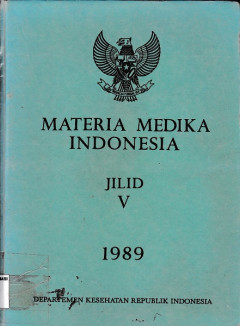 MATERIA MEDIKA
INDONESIA
JILID
V
1989
DEPARTEMEN KESEHATAN REPUBLIK INDONESIA